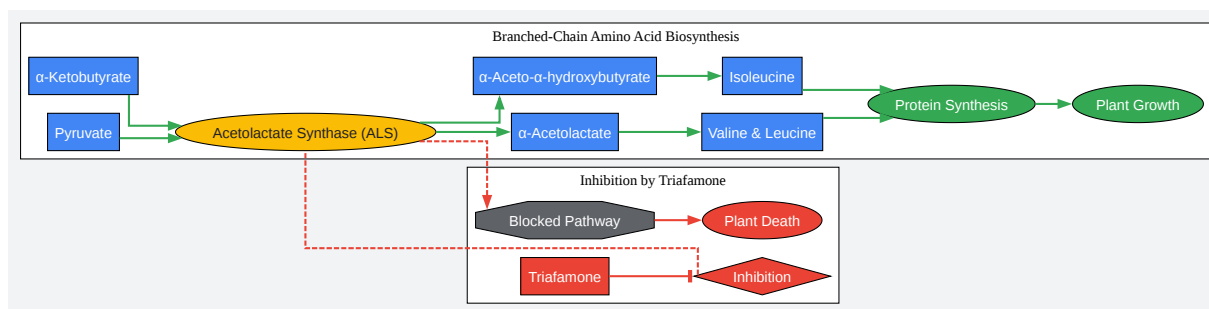 Branched-Chain Amino Acid Biosynthesis
α-Ketobutyrate
α-Aceto-α-hydroxybutyrate
Isoleucine
Protein Synthesis
Plant Growth
Pyruvate
Acetolactate Synthase (ALS)
α-Acetolactate
Valine & Leucine
Inhibition by Triafamone
Blocked Pathway
Plant Death
Triafamone
Inhibition